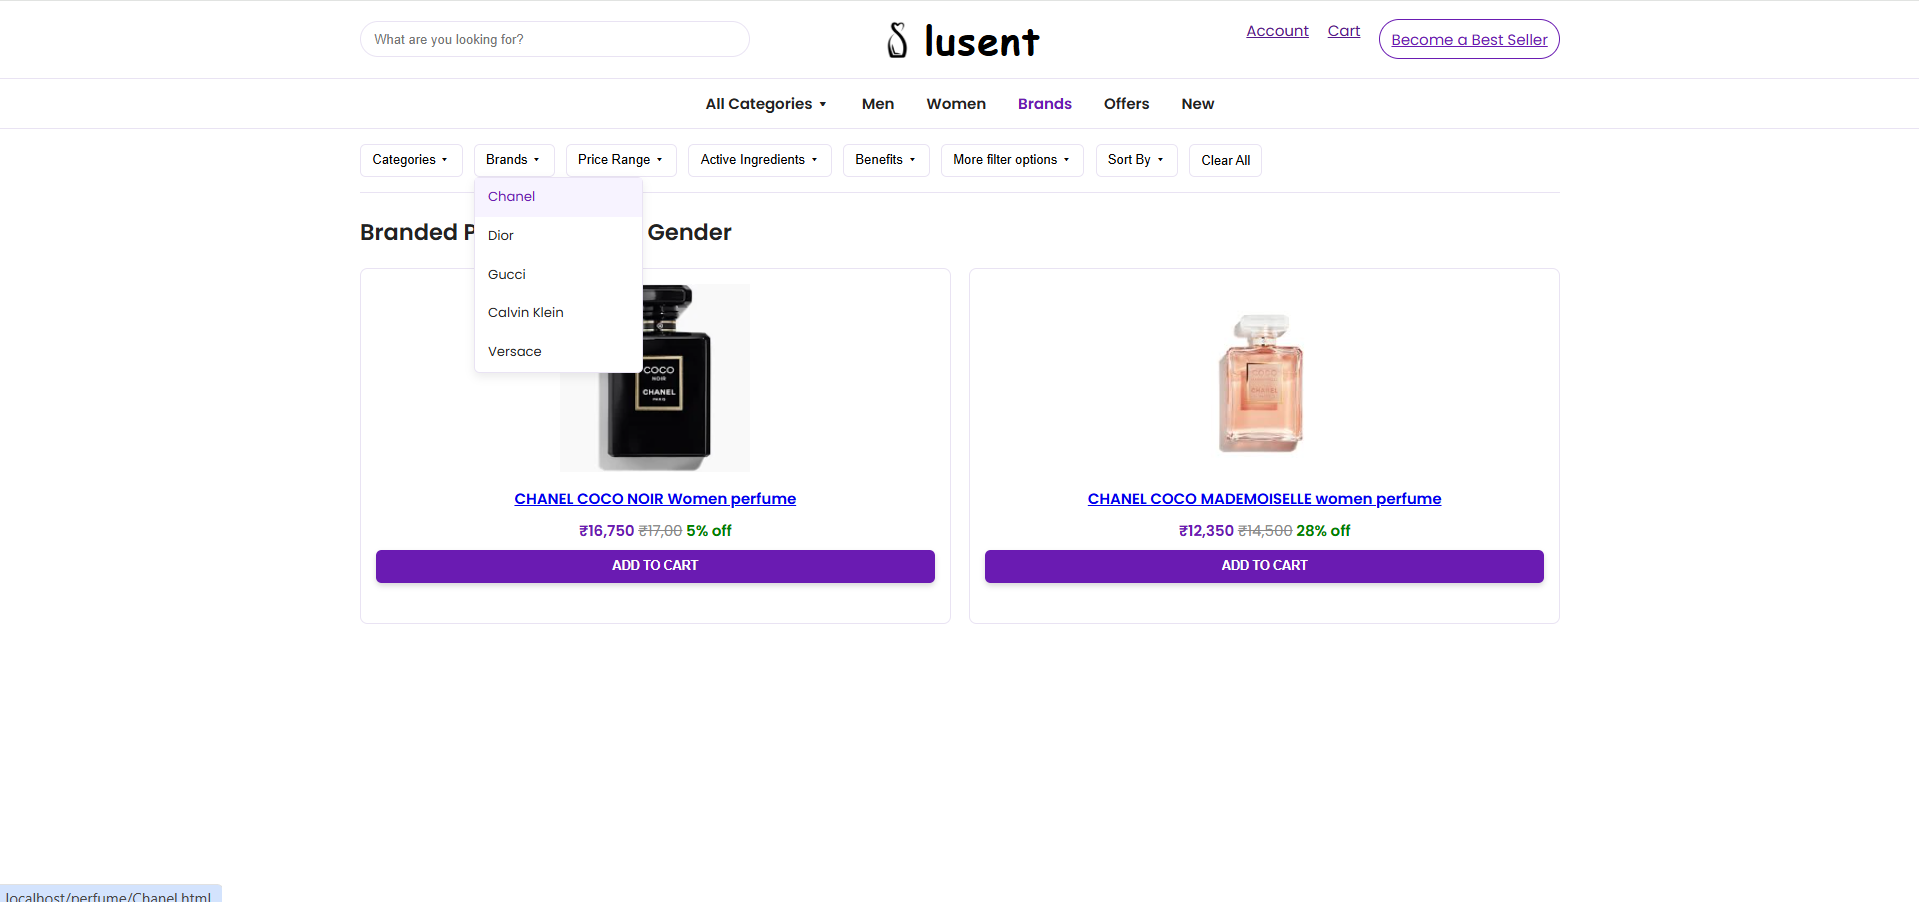 What are you looking for?
lusent
Account Cart Become a Best Seller
All Categories Men Women Brands Offers New
Categories Brands Price Range Active Ingredients Benefits More filter options Sort By Clear All
Chanel
Dior
Gucci
Calvin Klein
Versace
Branded P Gender
COCO
NOIR
CHANEL
PARIS
COCO
CHANEL
CHANEL COCO NOIR Women perfume
₹16,750 ₹17,00 5% off
ADD TO CART
CHANEL COCO MADEMOISELLE women perfume
₹12,350 ₹14,500 28% off
ADD TO CART
localhost/perfume/Chanel.html